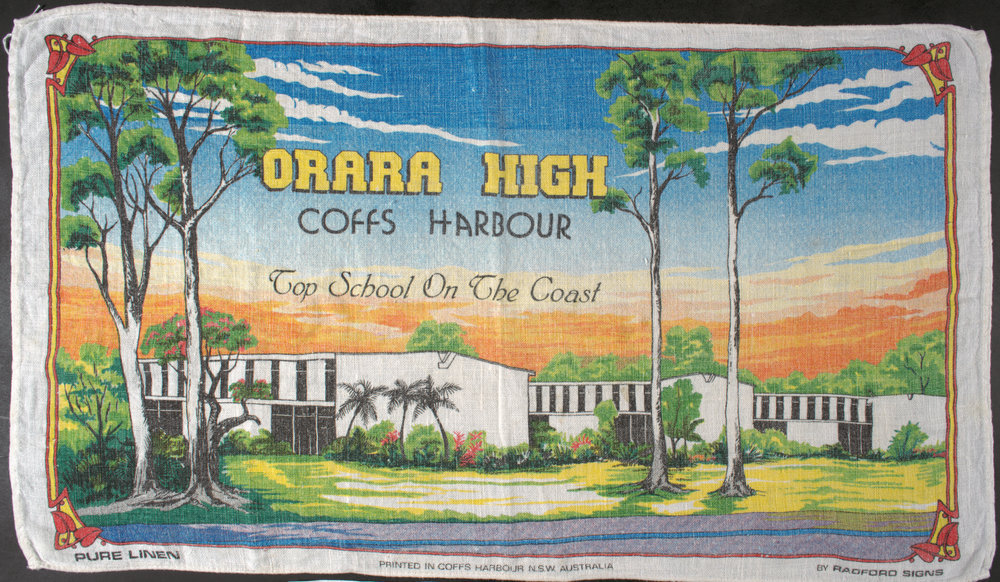 ORARA HIGH
COFFS HARBOUR
Top School On The Coast
PURE LINEN
PRINTED IN COFFS HARBOUR N.S.W. AUSTRALIA
BY RADFORD SIGNS